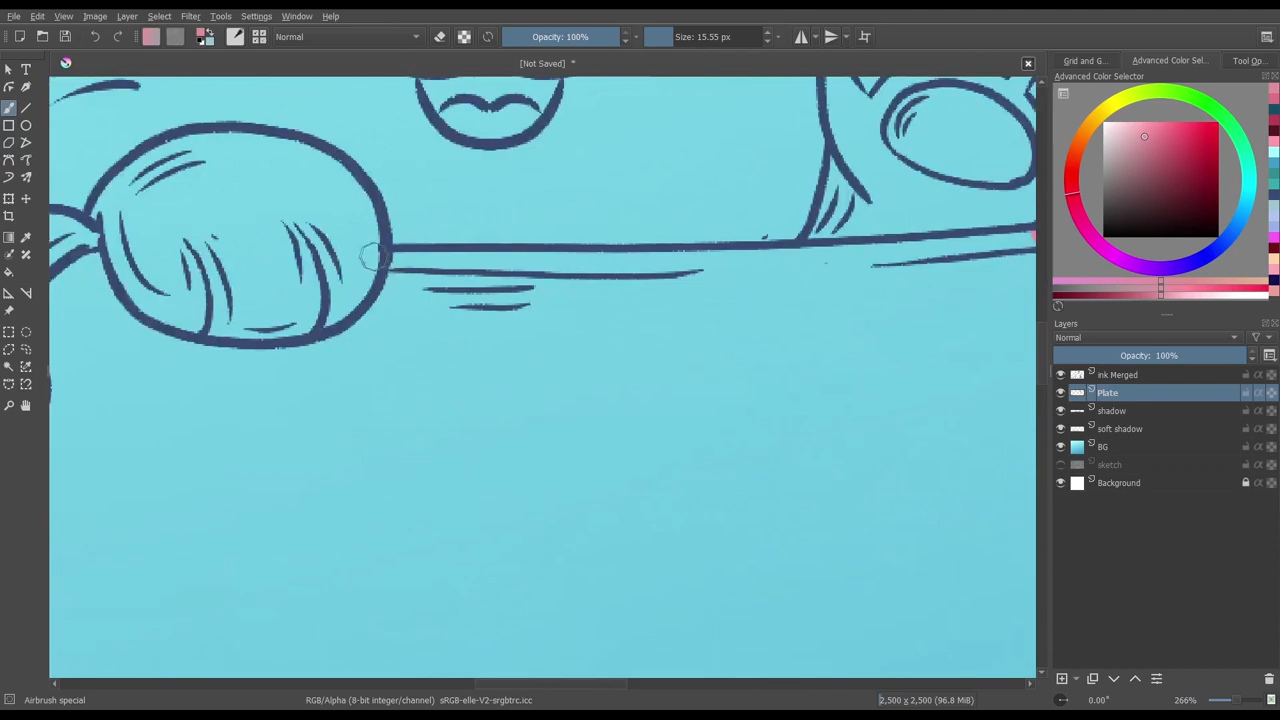 File Edit View Image Layer Select Filter Tools Settings Window Help
Normal Opacity: 100% Size: 15.55 px
[Not Saved] *
Grid and G... Advanced Color Sel... Tool Op...
Advanced Color Selector
Layers
Normal
Opacity: 100%
ink Merged
Plate
shadow
soft shadow
BG
sketch
Background
Airbrush special RGB/Alpha (8-bit integer/channel) sRGB-elle-V2-srgbtrc.icc 2,500 x 2,500 (96.8 MiB) 0.00° 266%